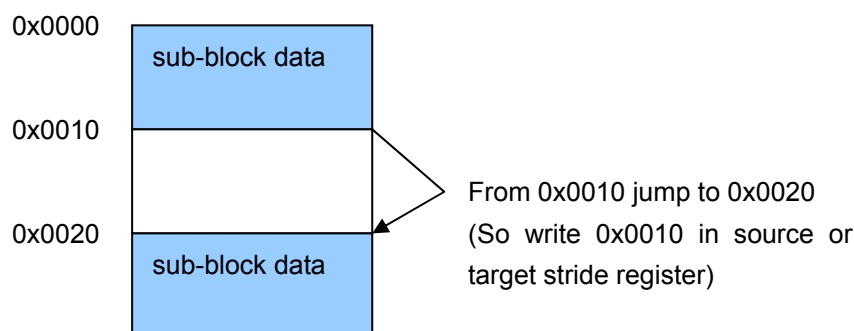 0x0000
sub-block data
0x0010
From 0x0010 jump to 0x0020
(So write 0x0010 in source or
target stride register)
0x0020
sub-block data